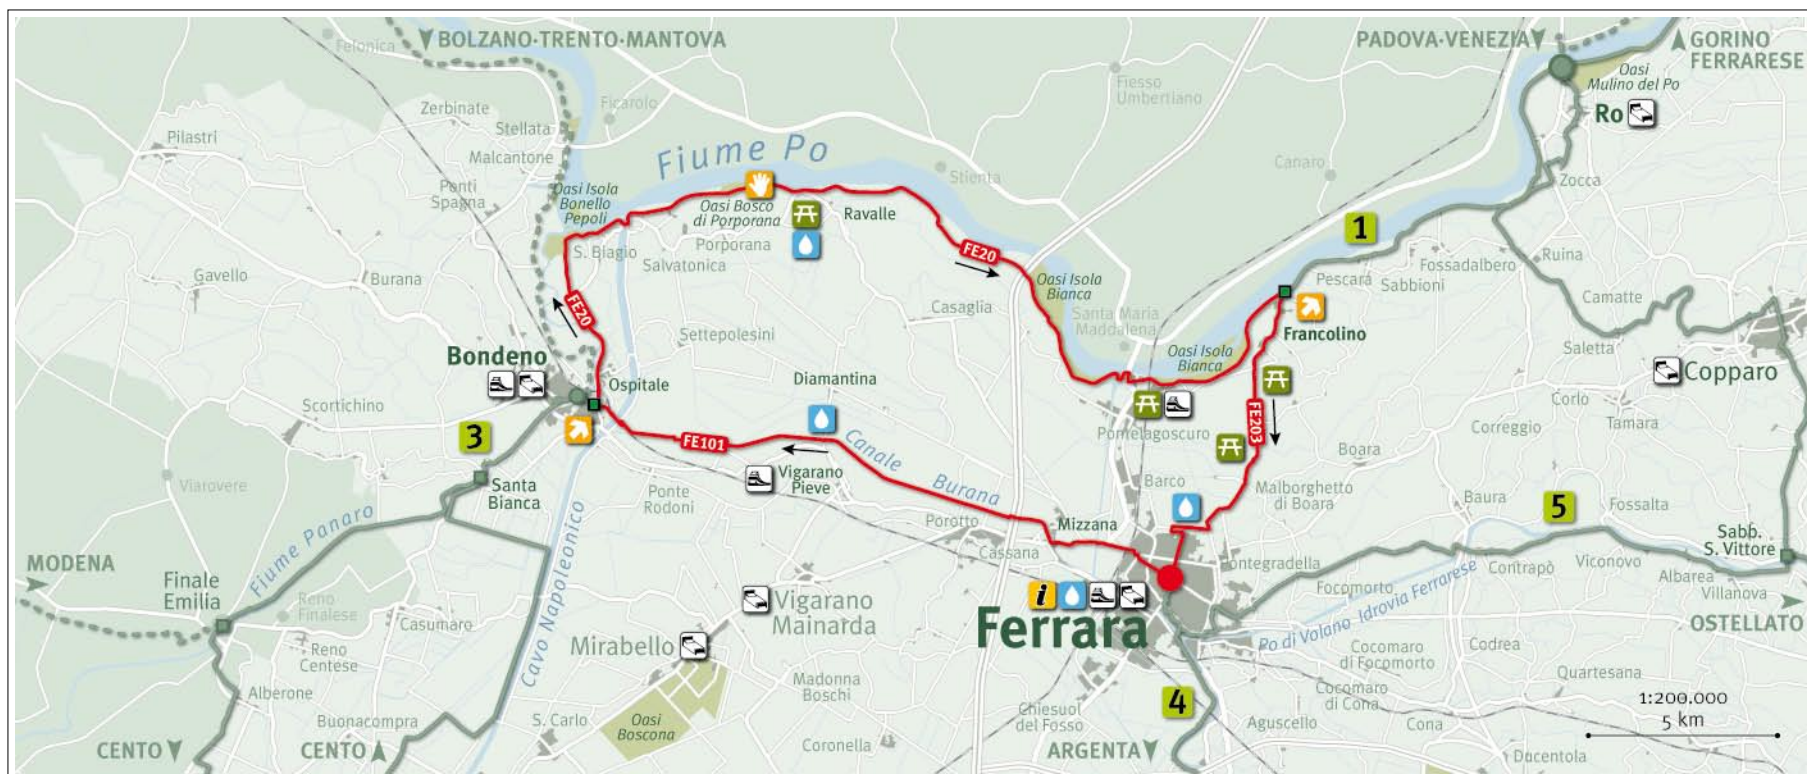 BOLZANO·TRENTO·MANTOVA
PADOVA·VENEZIA
GORINO
FERRARESE
Felonica
Oasi
Mulino del Po
Ficarolo
Fiesso
Umbertiano
Zerbinate
Stellata
Ro
Pilastri
Malcantone
Fiume Po
Canaro
Stienta
Zocca
Ponti
Spagna
Oasi Isola
Bonello
Pepoli
Oasi Bosco
di Porporana
Ravalle
1
Porporana
S. Biagio
Salvatonica
FE20
Ruina
Fossadalbero
Pescara
Sabbioni
Gavello
Burana
Oasi Isola
Bianca
Camatte
FE20
Casaglia
Santa Maria
Maddalena
Settepolesini
Francolino
Saletta
Oasi Isola
Bianca
Bondeno
Ospitale
Diamantina
Copparo
Scortichino
Corlo
Tamara
FE203
Correggio
3
FE101
Canale
Burana
Pontelagoscuro
Boara
Viarovere
Santa
Bianca
Vigarano
Pieve
Ponte
Rodoni
Barco
Malborghetto
di Boara
Baura
5
Fossalta
Porotto
Mizzana
Cassana
Sabb.
S. Vittore
MODENA
Fiume Panaro
Cavo Napoleonico
Contrapò
Viconovo
Albarea
Villanova
Finale
Emilia
Reno
Finalese
Focomorto
Casumaro
Vigarano
Mainarda
i
Ferrara
Po di Volano Idrovia Ferrarese
OSTELLATO
Mirabello
Reno
Centese
Cocomaro
di Focomorto
Codrea
Quartesana
Alberone
Madonna
Boschi
Cocomaro
di Cona
1:200.000
5 km
4
Buonacompra
S. Carlo
Oasi
Boscona
Chiesuol
del Fosso
Aguscello
Cona
CENTO
CENTO
Coronella
ARGENTA
Ducentola